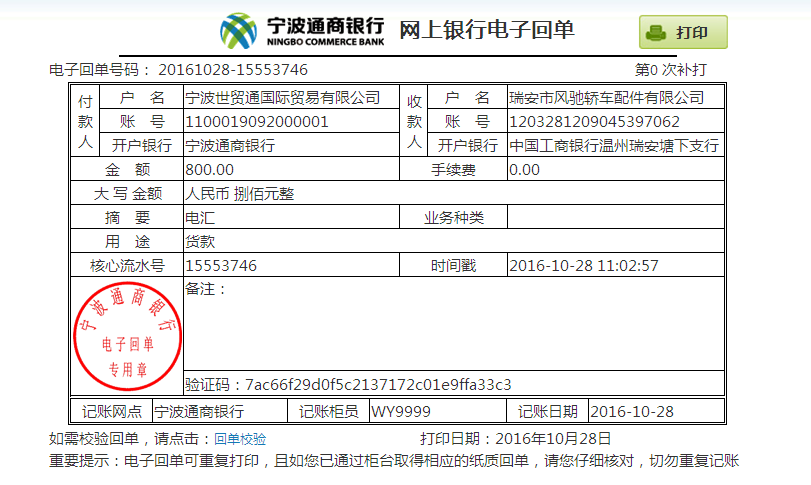 宁波通商银行 网上银行电子回单 打印
NINGBO COMMERCE BANK
电子回单号码： 20161028-15553746 第0 次补打
付款人 户 名 宁波世贸通国际贸易有限公司 收款人 户 名 瑞安市风驰轿车配件有限公司
账 号 1100019092000001 账 号 1203281209045397062
开户银行 宁波通商银行 开户银行 中国工商银行温州瑞安塘下支行
金 额 800.00 手续费 0.00
大 写 金额 人民币 捌佰元整
摘 要 电汇 业务种类
用 途 货款
核心流水号 15553746 时间戳 2016-10-28 11:02:57
备注：
宁波通商银行
电子回单
专用章
验证码：7ac66f29d0f5c2137172c01e9ffa33c3
记账网点 宁波通商银行 记账柜员 WY9999 记账日期 2016-10-28
如需校验回单，请点击：回单校验 打印日期：2016年10月28日
重要提示：电子回单可重复打印，且如您已通过柜台取得相应的纸质回单，请您仔细核对，切勿重复记账